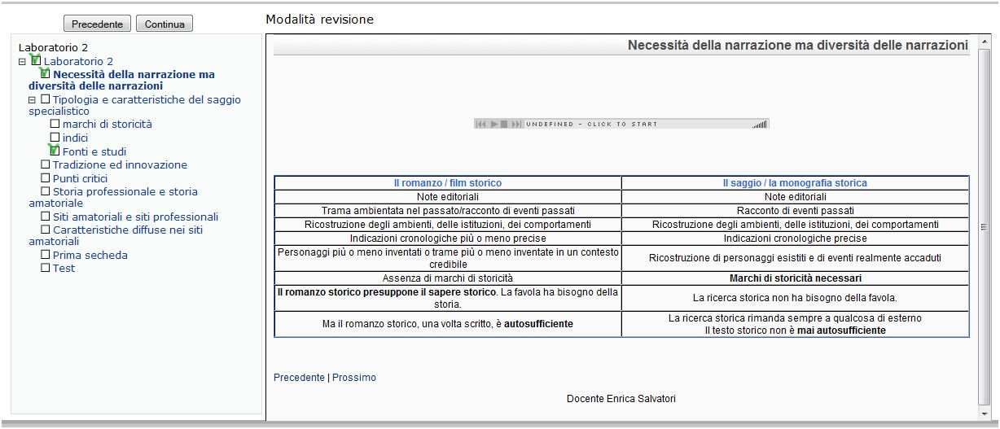 Precedente Continua
Modalità revisione
Laboratorio 2
Laboratorio 2
Necessità della narrazione ma
diversità delle narrazioni
Tipologia e caratteristiche del saggio
specialistico
marchi di storicità
indici
Fonti e studi
Tradizione ed innovazione
Punti critici
Storia professionale e storia
amatoriale
Siti amatoriali e siti professionali
Caratteristiche diffuse nei siti
amatoriali
Prima secheda
Test
Necessità della narrazione ma diversità delle narrazioni
UNDEFINED - CLICK TO START
Il romanzo / film storico
Il saggio / la monografia storica
Note editoriali
Note editoriali
Trama ambientata nel passato/racconto di eventi passati
Racconto di eventi passati
Ricostruzione degli ambienti, delle istituzioni, dei comportamenti
Ricostruzione degli ambienti, delle istituzioni, dei comportamenti
Indicazioni cronologiche più o meno precise
Indicazioni cronologiche precise
Personaggi più o meno inventati o trame più o meno inventate in un contesto
credibile
Ricostruzione di personaggi esistiti e di eventi realmente accaduti
Assenza di marchi di storicità
Marchi di storicità necessari
Il romanzo storico presuppone il sapere storico. La favola ha bisogno della
storia.
La ricerca storica non ha bisogno della favola.
Ma il romanzo storico, una volta scritto, è autosufficiente
La ricerca storica rimanda sempre a qualcosa di esterno
Il testo storico non è mai autosufficiente
Precedente | Prossimo
Docente Enrica Salvatori